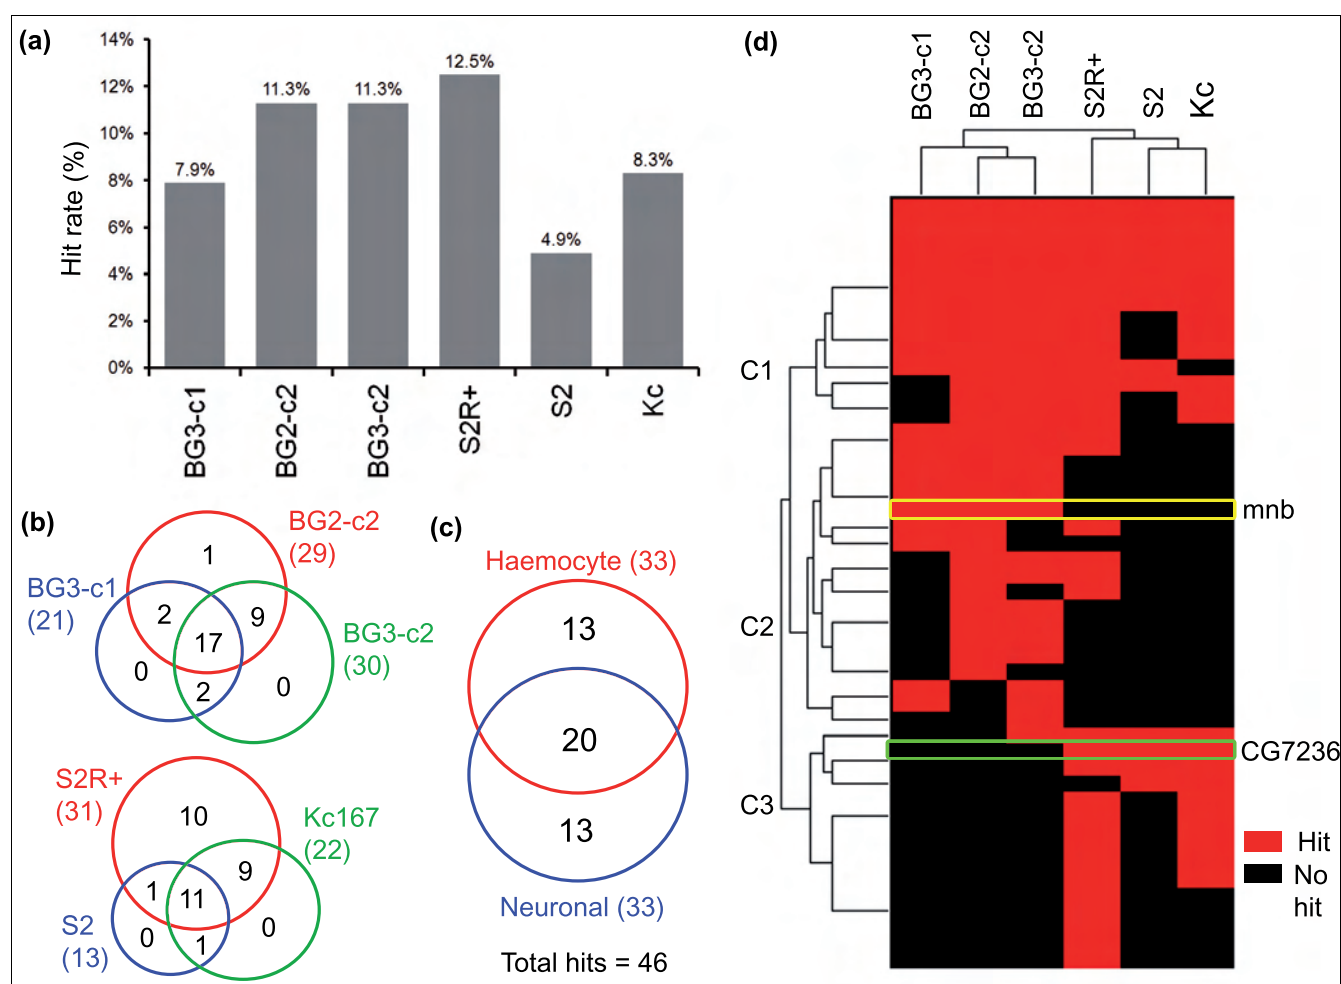 (a)
14%
12%
10%
8%
6%
4%
2%
0%
Hit rate (%)
7.9%
11.3%
11.3%
12.5%
4.9%
8.3%
BG3-c1
BG2-c2
BG3-c2
S2R+
S2
Kc
(b)
BG2-c2
(29)
BG3-c1
(21)
BG3-c2
(30)
1
2
9
17
0
2
0
S2R+
(31)
Kc167
(22)
S2
(13)
10
9
1
11
0
1
0
(c)
Haemocyte (33)
13
20
13
Neuronal (33)
Total hits = 46
(d)
BG3-c1
BG2-c2
BG3-c2
S2R+
S2
Kc
C1
C2
C3
mnb
CG7236
Hit
No
hit